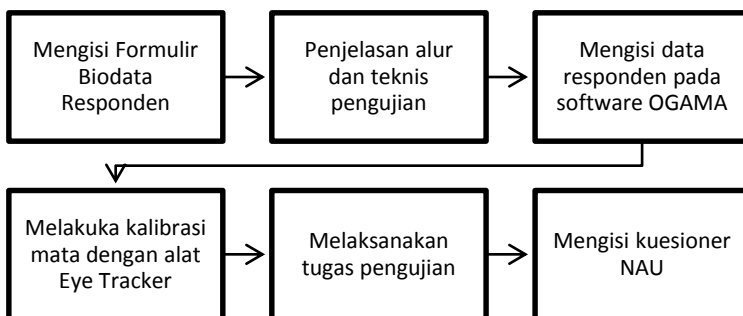 Mengisi Formulir
Biodata
Responden
Penjelasan alur
dan teknis
pengujian
Mengisi data
responden pada
software OGAMA
Melakuka kalibrasi
mata dengan alat
Eye Tracker
Melaksanakan
tugas pengujian
Mengisi kuesioner
NAU